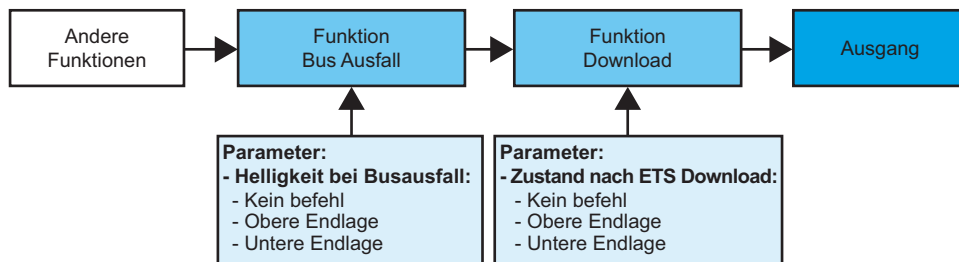 Andere
Funktionen
Funktion
Bus Ausfall
Funktion
Download
Ausgang
Parameter:
- Helligkeit bei Busausfall:
- Kein befehl
- Obere Endlage
- Untere Endlage
Parameter:
- Zustand nach ETS Download:
- Kein befehl
- Obere Endlage
- Untere Endlage